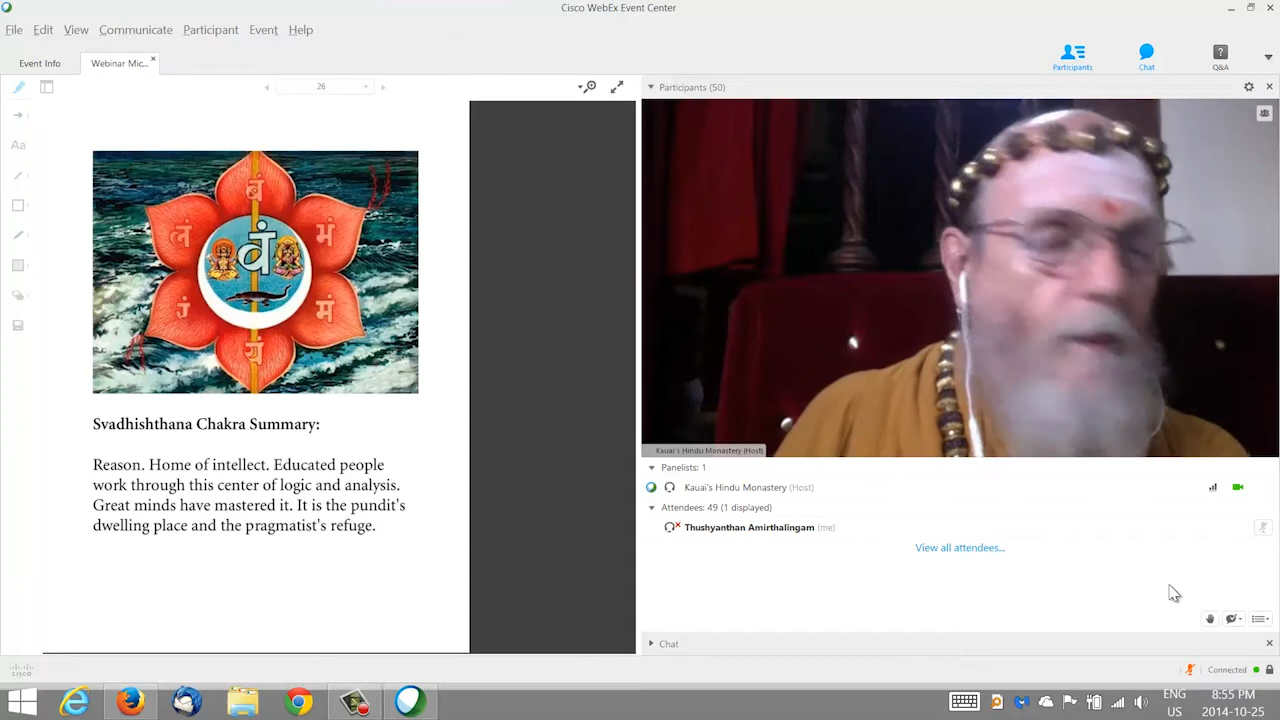 Cisco WebEx Event Center
File Edit View Communicate Participant Event Help
Event Info
Webinar Mic...
Participants
Chat
Q&A
26
Participants (50)
Aa
बं
लं
भं
वं
मं
यं
Svadhishthana Chakra Summary:
Reason. Home of intellect. Educated people
work through this center of logic and analysis.
Great minds have mastered it. It is the pundit's
dwelling place and the pragmatist's refuge.
Kauai's Hindu Monastery (Host)
Panelists: 1
Kauai's Hindu Monastery (Host)
Attendees: 49 (1 displayed)
Thushyanthan Amirthalingam (me)
View all attendees...
Chat
cisco
Connected
ENG
US
8:55 PM
2014-10-25